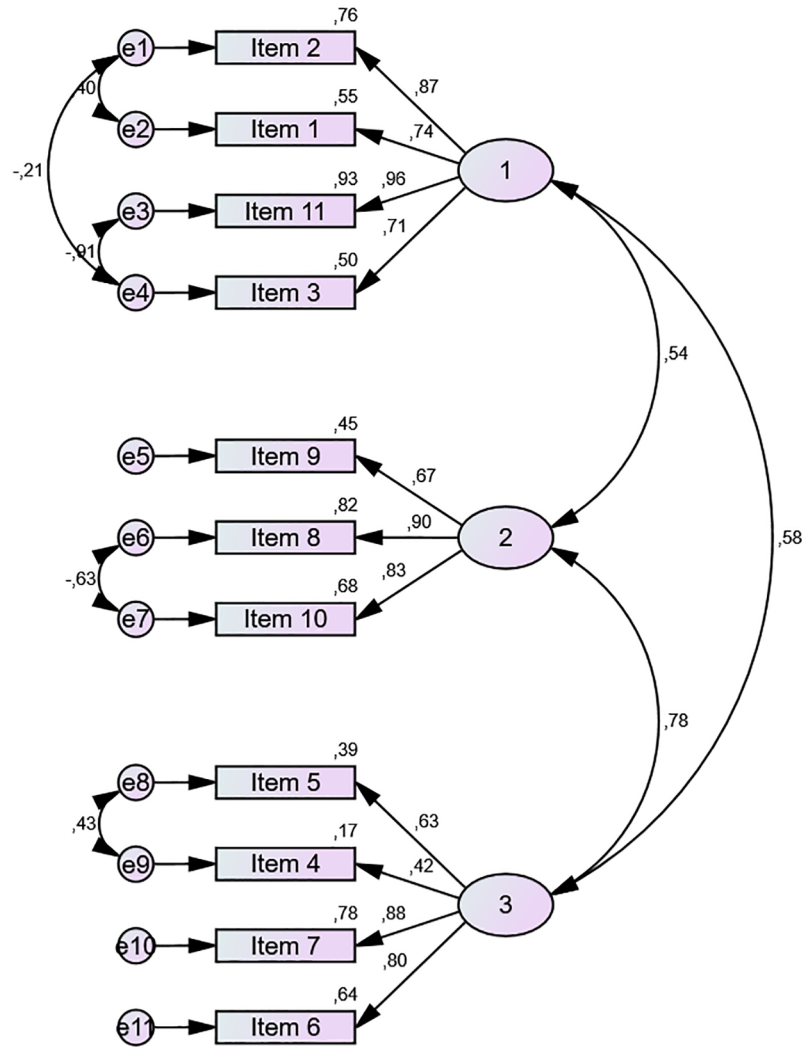 ,76
e1
Item 2
,87
,40
,55
e2
Item 1
,74
1
-,21
,93
,96
e3
Item 11
,71
-,91
,50
e4
Item 3
,54
,45
e5
Item 9
,67
,82
,90
e6
Item 8
2
,58
-,63
,83
,68
e7
Item 10
,78
,39
e8
Item 5
,63
,43
,17
e9
Item 4
,42
3
,78
,88
e10
Item 7
,80
,64
e11
Item 6